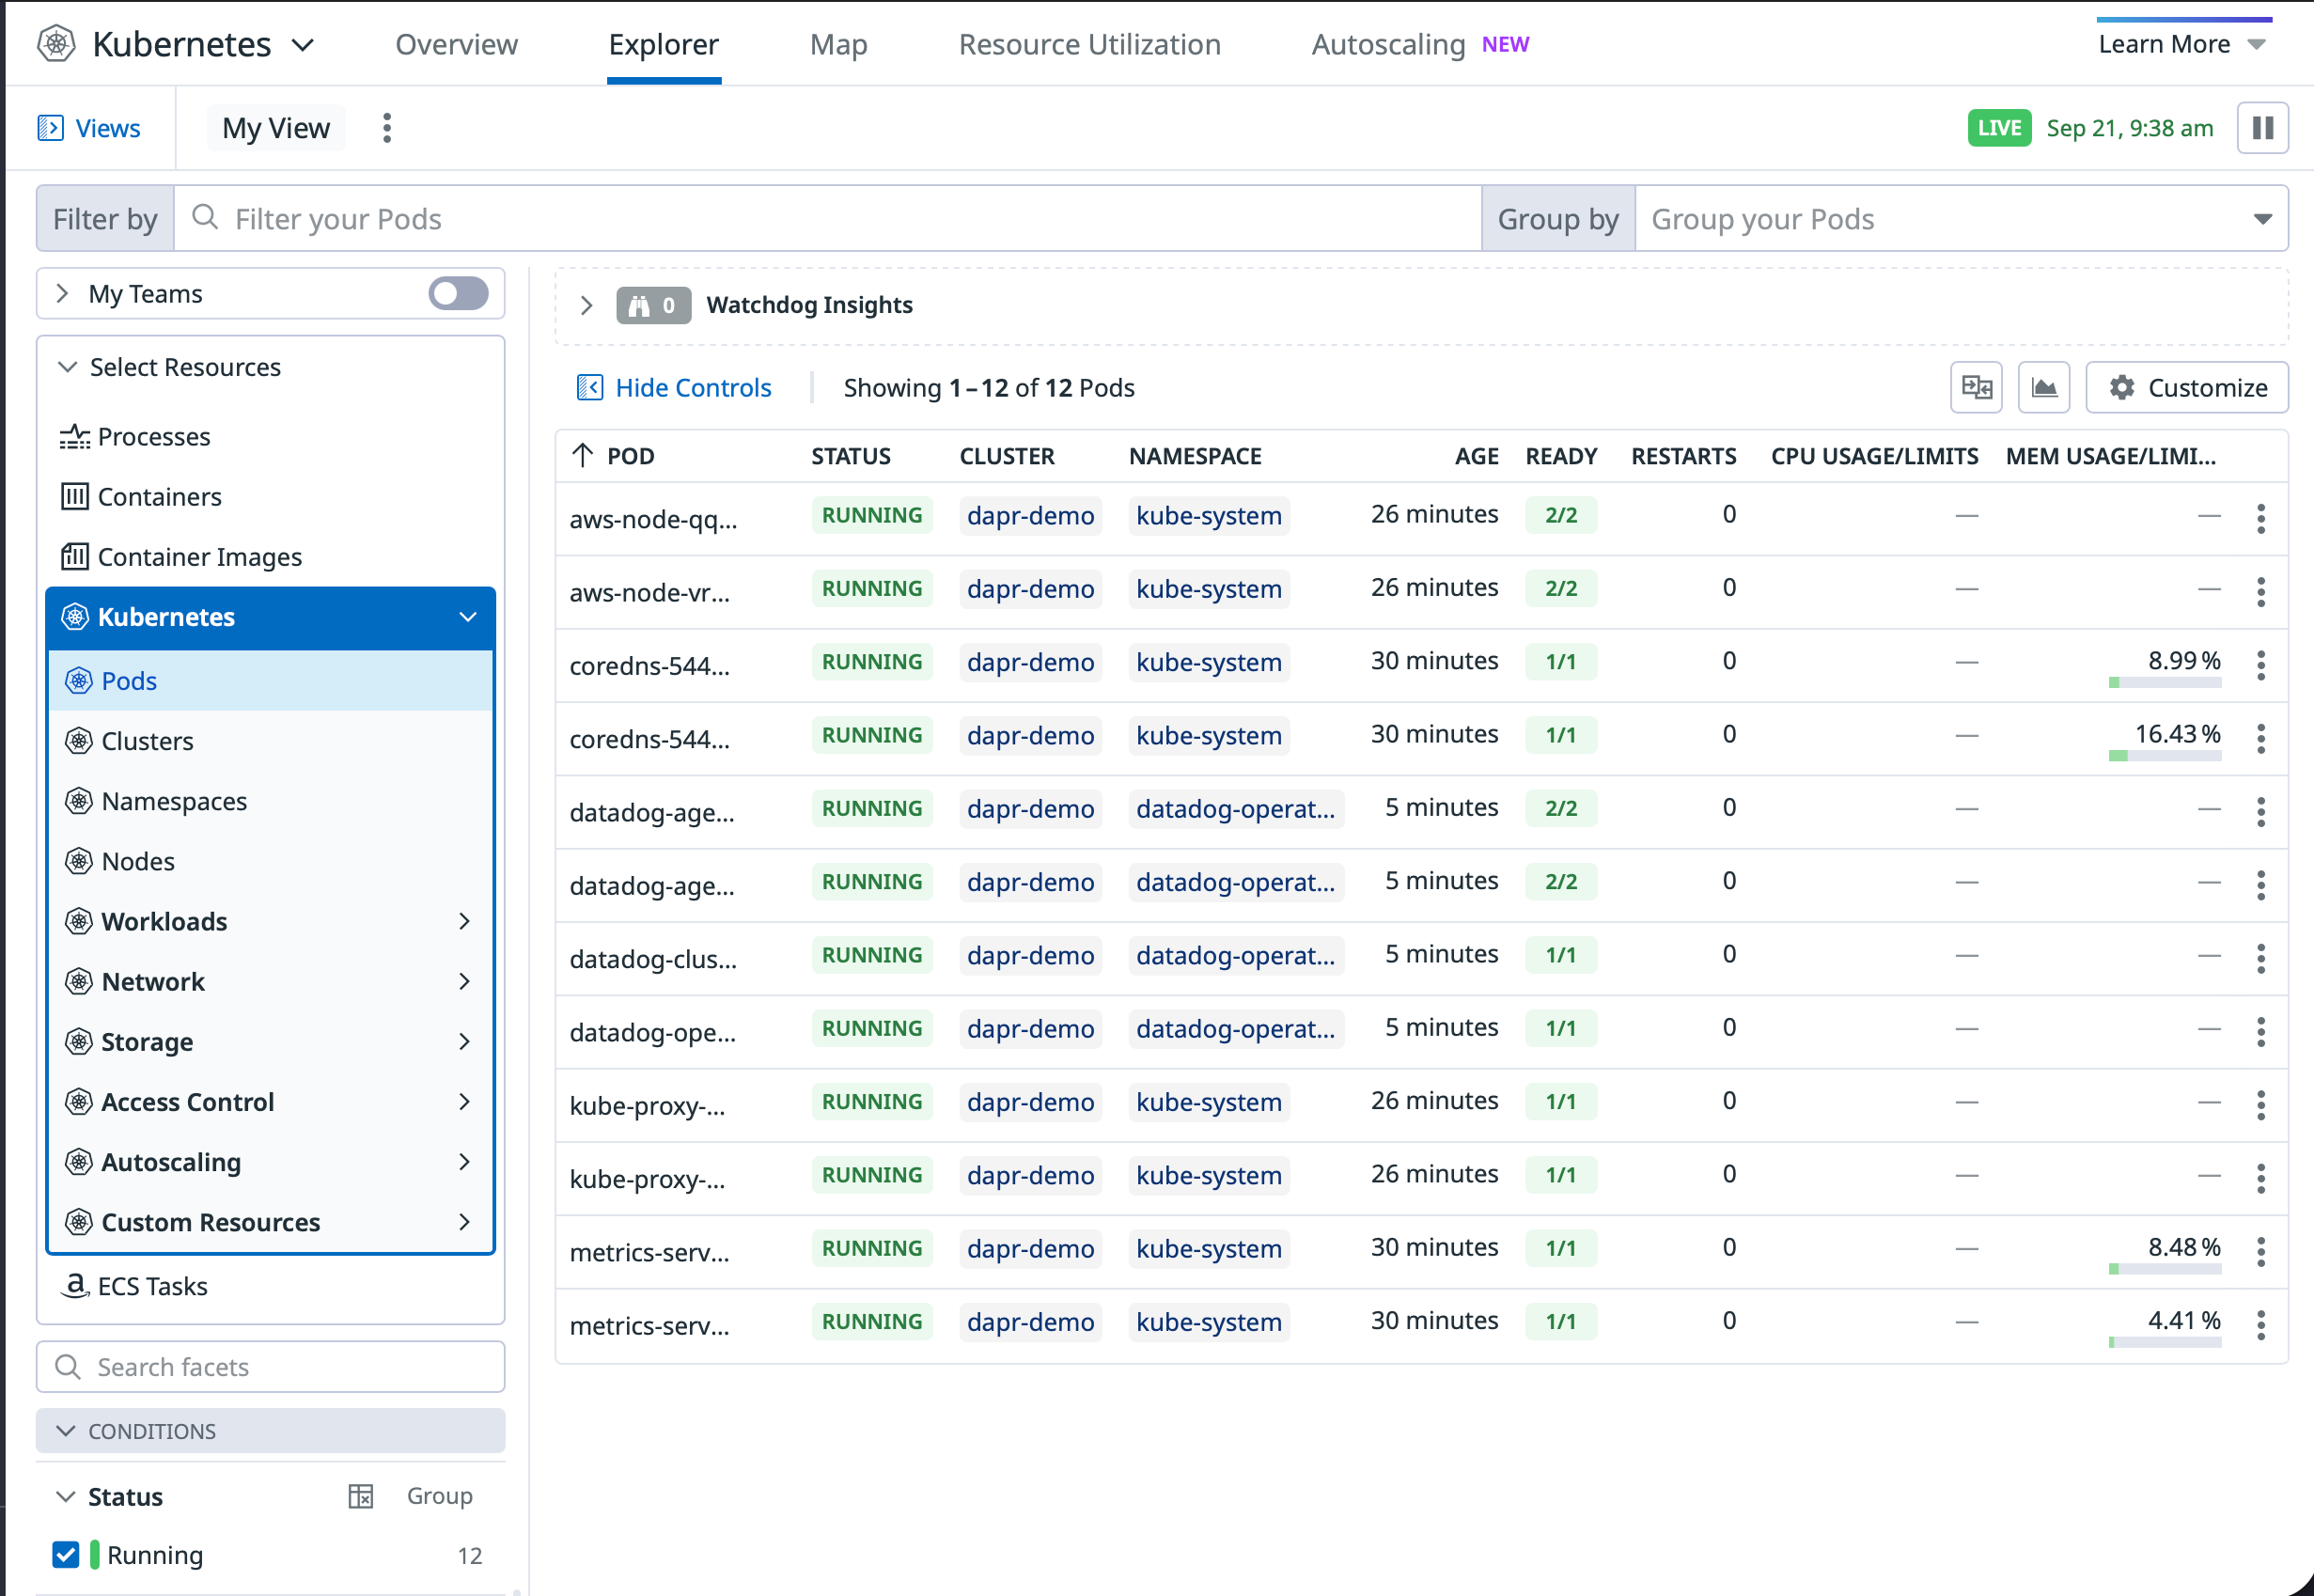 Kubernetes Overview Explorer Map Resource Utilization Autoscaling NEW Learn More
Views My View LIVE Sep 21, 9:38 am
Filter by Filter your Pods Group by Group your Pods
My Teams
Select Resources
Processes
Containers
Container Images
Kubernetes
Pods
Clusters
Namespaces
Nodes
Workloads
Network
Storage
Access Control
Autoscaling
Custom Resources
ECS Tasks
Search facets
CONDITIONS
Status Group
Running 12
0 Watchdog Insights
Hide Controls Showing 1–12 of 12 Pods Customize
POD STATUS CLUSTER NAMESPACE AGE READY RESTARTS CPU USAGE/LIMITS MEM USAGE/LIMI...
aws-node-qq... RUNNING dapr-demo kube-system 26 minutes 2/2 0 — —
aws-node-vr... RUNNING dapr-demo kube-system 26 minutes 2/2 0 — —
coredns-544... RUNNING dapr-demo kube-system 30 minutes 1/1 0 — 8.99 %
coredns-544... RUNNING dapr-demo kube-system 30 minutes 1/1 0 — 16.43 %
datadog-age... RUNNING dapr-demo datadog-operat... 5 minutes 2/2 0 — —
datadog-age... RUNNING dapr-demo datadog-operat... 5 minutes 2/2 0 — —
datadog-clus... RUNNING dapr-demo datadog-operat... 5 minutes 1/1 0 — —
datadog-ope... RUNNING dapr-demo datadog-operat... 5 minutes 1/1 0 — —
kube-proxy-... RUNNING dapr-demo kube-system 26 minutes 1/1 0 — —
kube-proxy-... RUNNING dapr-demo kube-system 26 minutes 1/1 0 — —
metrics-serv... RUNNING dapr-demo kube-system 30 minutes 1/1 0 — 8.48 %
metrics-serv... RUNNING dapr-demo kube-system 30 minutes 1/1 0 — 4.41 %